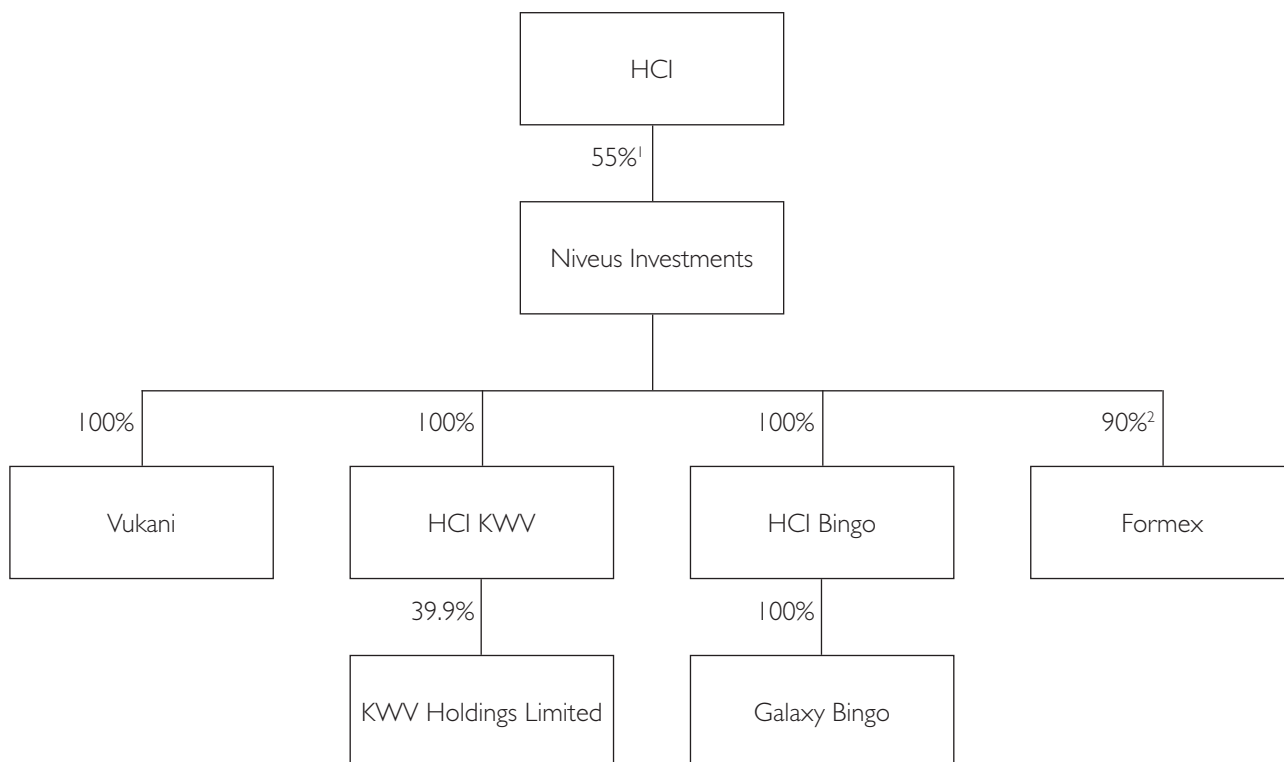 HCI
55%¹
Niveus Investments
100%
100%
100%
90%²
Vukani
HCI KWV
HCI Bingo
Formex
39.9%
100%
KWV Holdings Limited
Galaxy Bingo